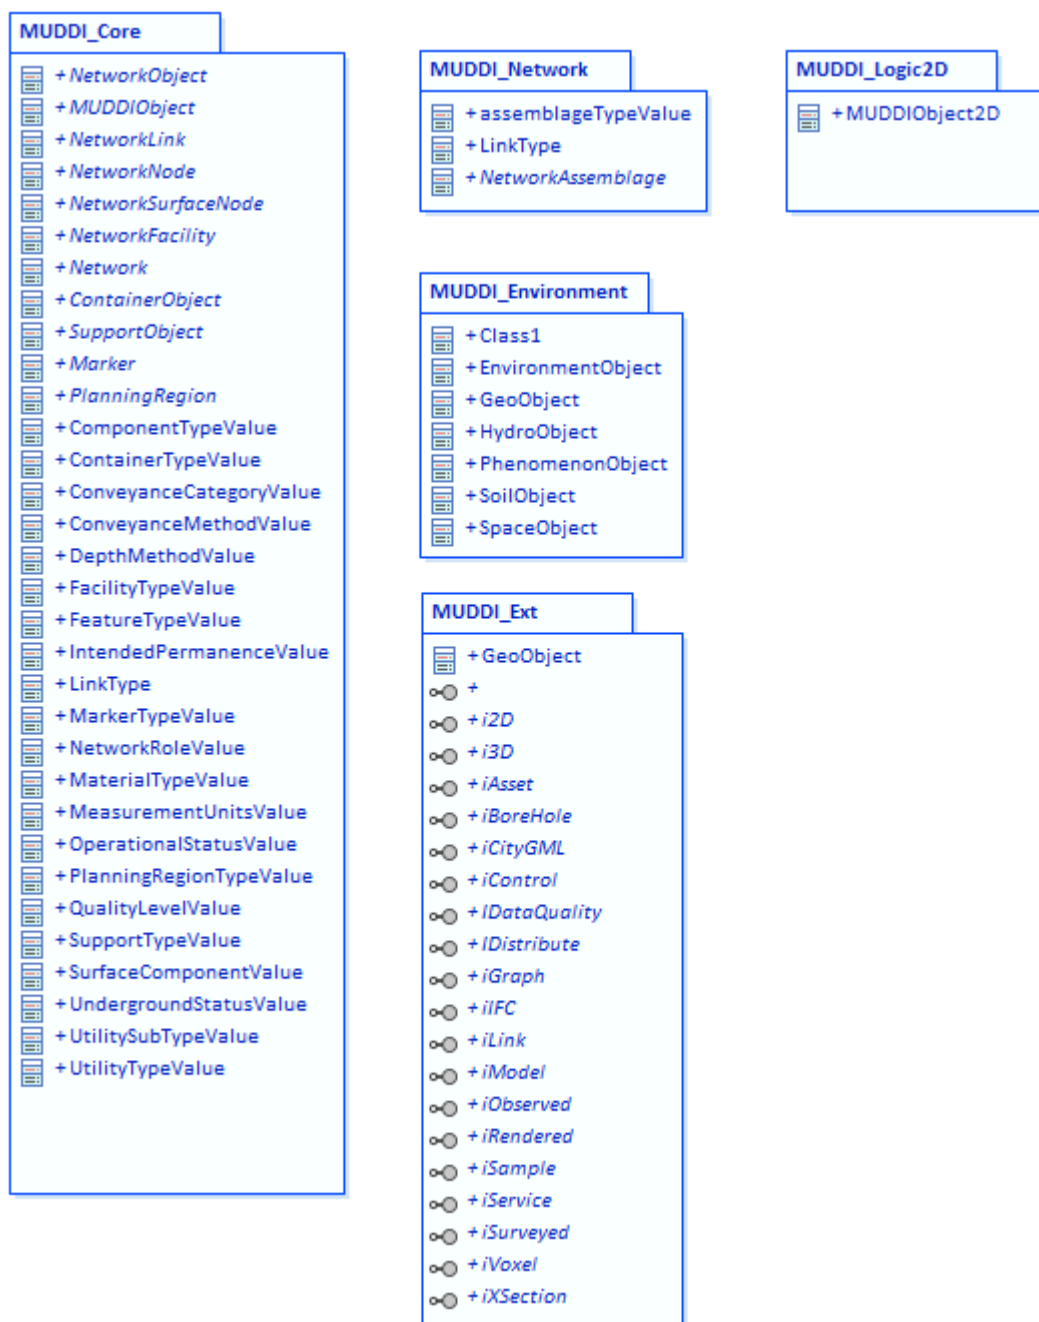 MUDDI_Core
+NetworkObject
+MUDDIObject
+NetworkLink
+NetworkNode
+NetworkSurfaceNode
+NetworkFacility
+Network
+ContainerObject
+SupportObject
+Marker
+PlanningRegion
+ComponentTypeValue
+ContainerTypeValue
+ConveyanceCategoryValue
+ConveyanceMethodValue
+DepthMethodValue
+FacilityTypeValue
+FeatureTypeValue
+IntendedPermanenceValue
+LinkType
+MarkerTypeValue
+NetworkRoleValue
+MaterialTypeValue
+MeasurementUnitsValue
+OperationalStatusValue
+PlanningRegionTypeValue
+QualityLevelValue
+SupportTypeValue
+SurfaceComponentValue
+UndergroundStatusValue
+UtilitySubTypeValue
+UtilityTypeValue
MUDDI_Network
+assemblageTypeValue
+LinkType
+NetworkAssemblage
MUDDI_Logic2D
+MUDDIObject2D
MUDDI_Environment
+Class1
+EnvironmentObject
+GeoObject
+HydroObject
+PhenomenonObject
+SoilObject
+SpaceObject
MUDDI_Ext
+GeoObject
+
+i2D
+i3D
+iAsset
+iBoreHole
+iCityGML
+iControl
+IDataQuality
+IDistribute
+iGraph
+iIFC
+iLink
+iModel
+iObserved
+iRendered
+iSample
+iService
+iSurveyed
+iVoxel
+iXSection